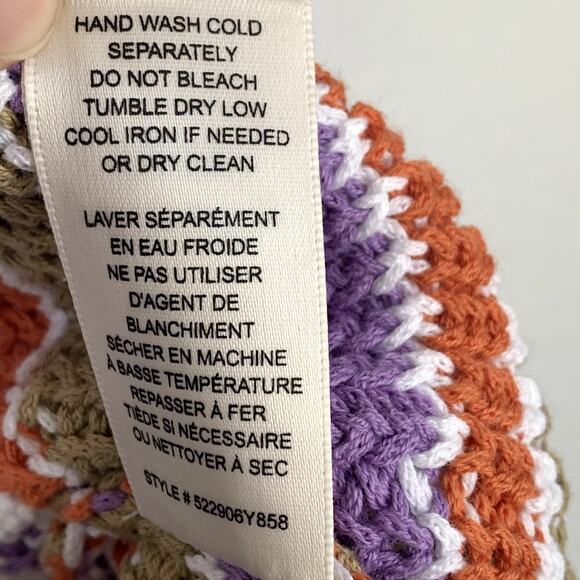 HAND WASH COLD
SEPARATELY
DO NOT BLEACH
TUMBLE DRY LOW
COOL IRON IF NEEDED
OR DRY CLEAN
LAVER SÉPARÉMENT
EN EAU FROIDE
NE PAS UTILISER
D'AGENT DE
BLANCHIMENT
SÉCHER EN MACHINE
À BASSE TEMPÉRATURE
REPASSER À FER
TIÈDE SI NÉCESSAIRE
OU NETTOYER À SEC
STYLE # 522906Y858